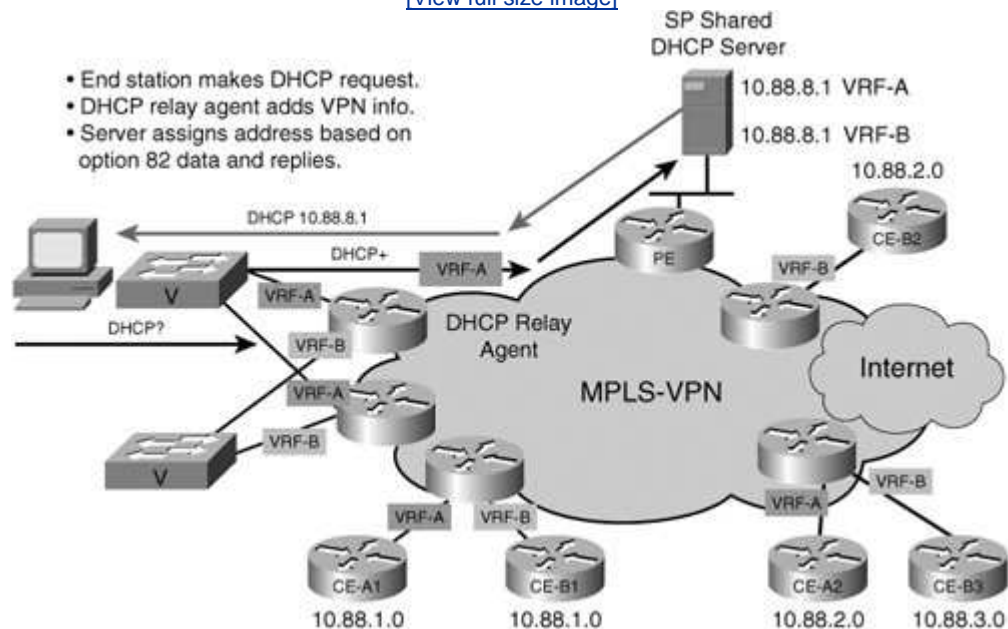 [View full size image]
SP Shared
DHCP Server
• End station makes DHCP request.
• DHCP relay agent adds VPN info.
• Server assigns address based on
option 82 data and replies.
10.88.8.1 VRF-A
10.88.8.1 VRF-B
10.88.2.0
CE-B2
DHCP 10.88.8.1
DHCP+
VRF-A
PE
VRF-B
V
VRF-A
DHCP?
VRF-B
DHCP Relay
Agent
Internet
MPLS-VPN
VRF-A
VRF-B
V
VRF-B
VRF-A
VRF-A
VRF-B
CE-A1
CE-B1
CE-A2
CE-B3
10.88.1.0
10.88.1.0
10.88.2.0
10.88.3.0